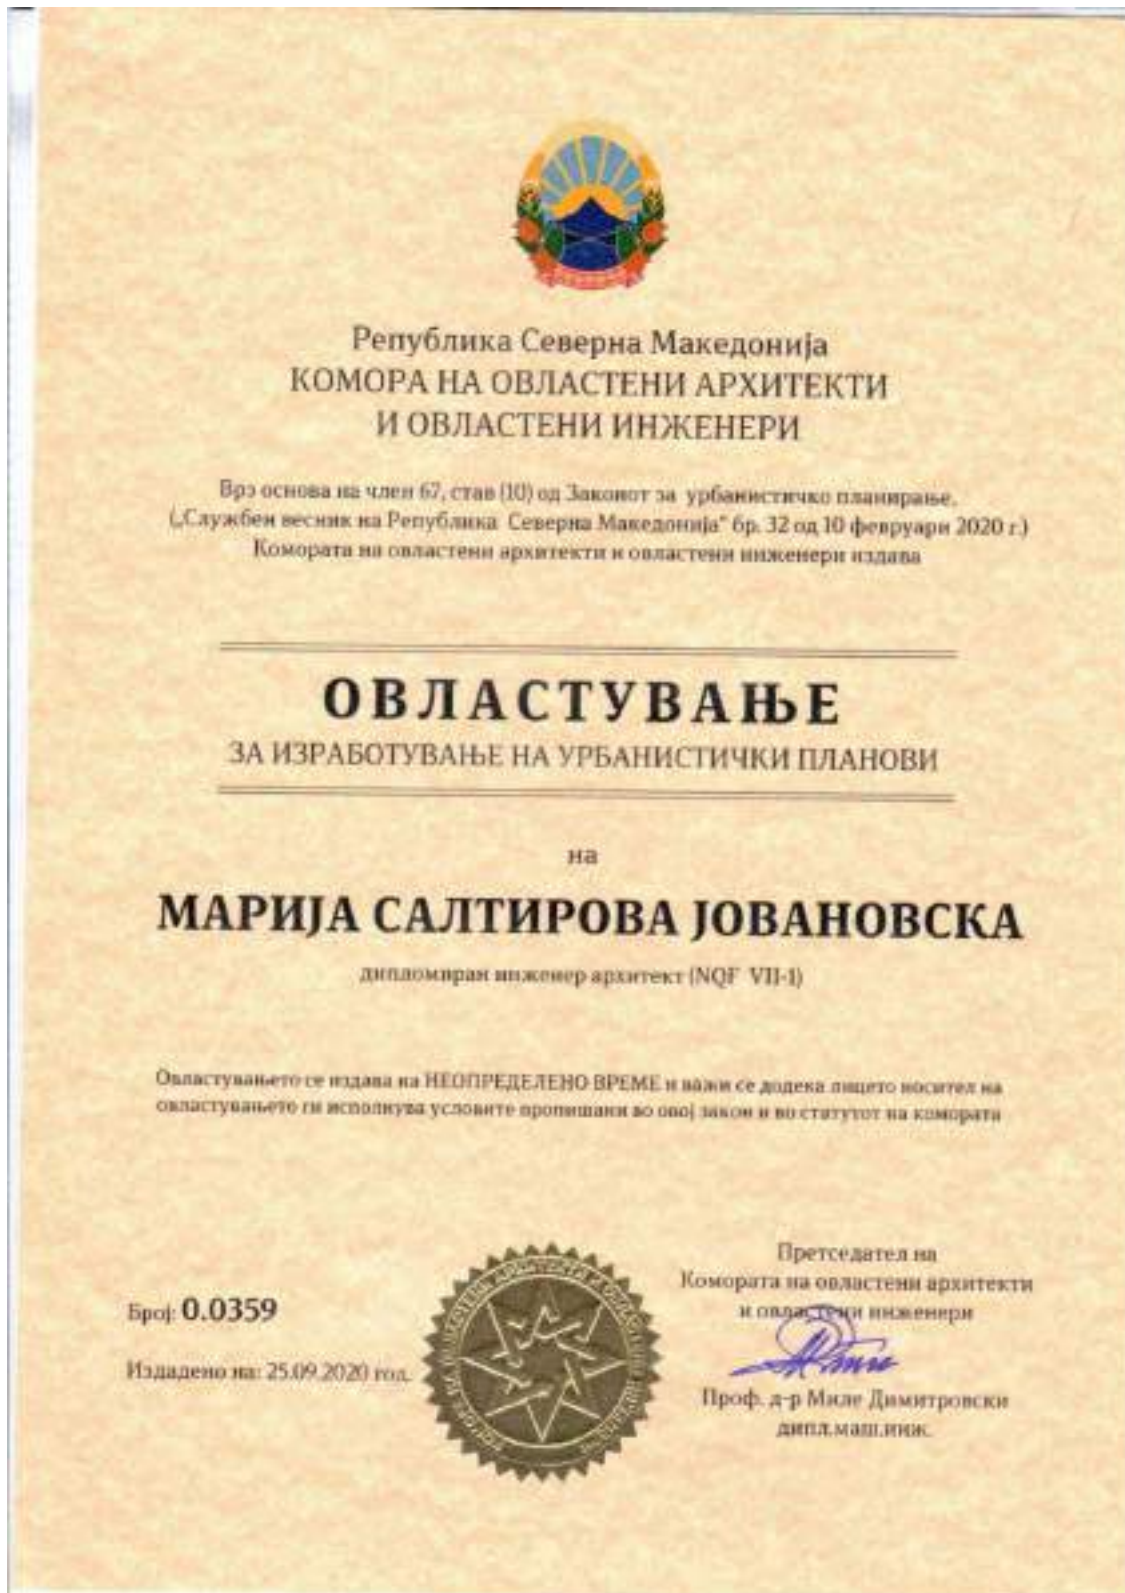 Република Северна Македонија
КОМОРА НА ОВЛАСТЕНИ АРХИТЕКТИ
И ОВЛАСТЕНИ ИНЖЕНЕРИ
Врз основа на член 67, став (10) од Законот за урбанистичко планирање.
(„Службен весник на Република Северна Македонија" бр. 32 од 10 февруари 2020 г.)
Комората на овластени архитекти и овластени инженери издава
ОВЛАСТУВАЊЕ
ЗА ИЗРАБОТУВАЊЕ НА УРБАНИСТИЧКИ ПЛАНОВИ
на
МАРИЈА САЛТИРОВА ЈОВАНОВСКА
дипломиран инженер архитект (NQF VII-1)
Овластувањето се издава на НЕОПРЕДЕЛЕНО ВРЕМЕ и важи се додека лицето носител на
овластувањето ги исполнува условите пропишани во овој закон и во статутот на комората
Број: 0.0359
Издадено на: 25.09.2020 год.
Претседател на
Комората на овластени архитекти
и овластени инженери
Проф. д-р Миле Димитровски
дипл.маш.инж.